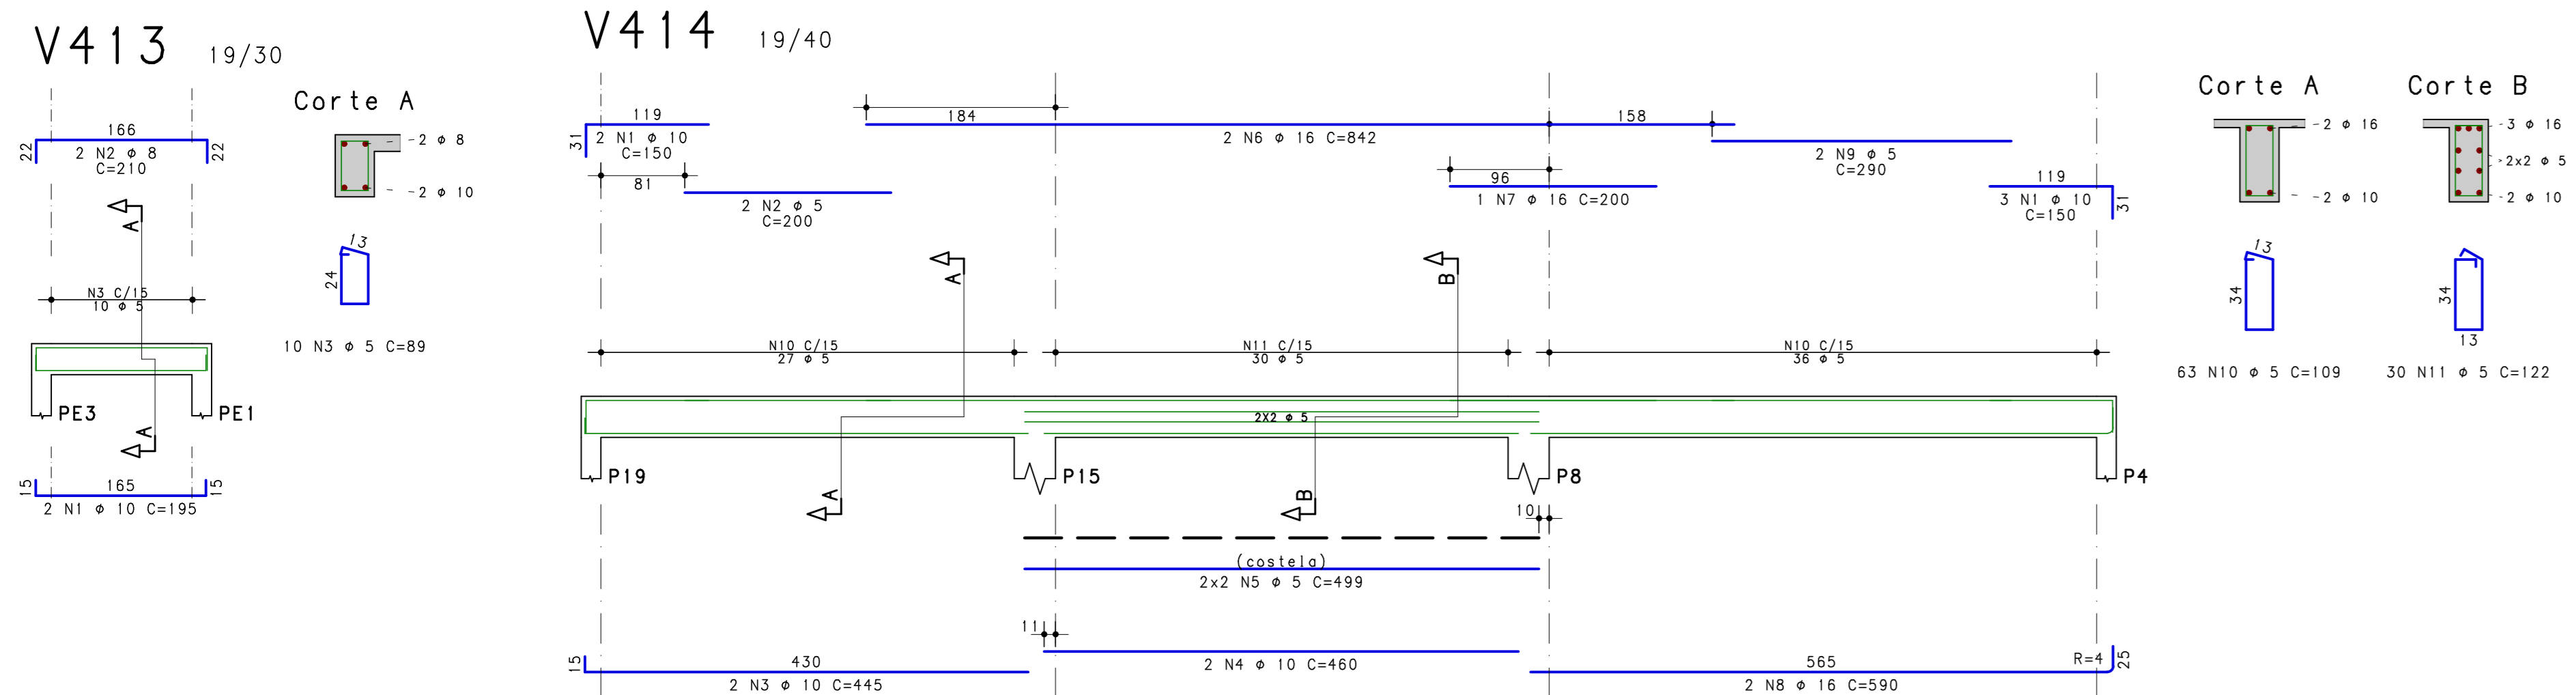 V413 19/30
Corte A
166
22
22
2 N2 φ 8
C=210
-2 φ 8
-2 φ 10
A
13
24
N3 C/15
10 φ 5
10 N3 φ 5 C=89
PE3
PE1
A
15
165
15
2 N1 φ 10 C=195
V414 19/40
119
31
2 N1 φ 10
C=150
81
2 N2 φ 5
C=200
184
2 N6 φ 16 C=842
158
96
1 N7 φ 16 C=200
2 N9 φ 5
C=290
119
3 N1 φ 10
C=150
31
A
B
N10 C/15
27 φ 5
N11 C/15
30 φ 5
N10 C/15
36 φ 5
2X2 φ 5
P19
P15
P8
P4
A
B
10
(costela)
2x2 N5 φ 5 C=499
11
15
430
2 N3 φ 10 C=445
2 N4 φ 10 C=460
565
R=4
25
2 N8 φ 16 C=590
Corte A
-2 φ 16
-2 φ 10
13
34
63 N10 φ 5 C=109
Corte B
-3 φ 16
2x2 φ 5
-2 φ 10
34
13
30 N11 φ 5 C=122